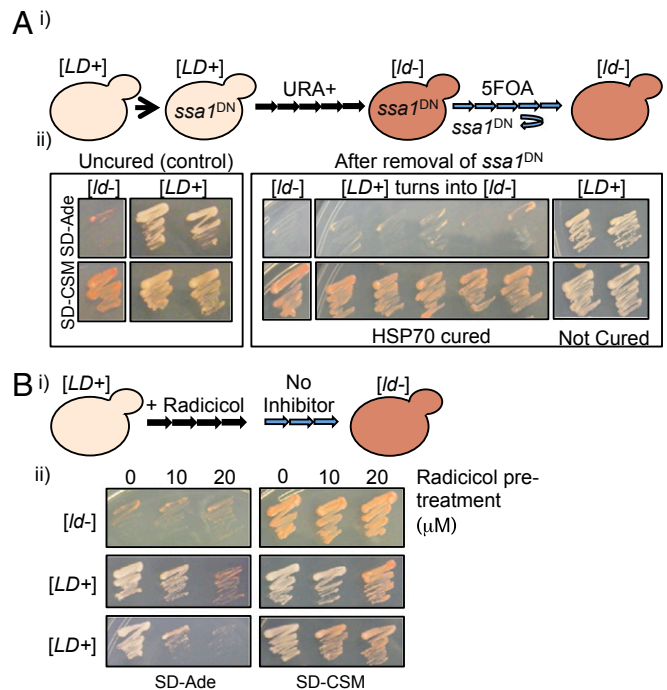 A i)
[LD+] [LD+] [ld-] [ld-]
ssa1DN URA+ ssa1DN 5FOA ssa1DN
ii)
Uncured (control) After removal of ssa1DN
[ld-] [LD+] [ld-] [LD+] turns into [ld-] [LD+]
SD-Ade
SD-CSM
HSP70 cured Not Cured
B i)
[LD+] + Radicicol No Inhibitor [ld-]
ii)
0 10 20 0 10 20 Radicicol pre-
treatment
(μM)
[ld-]
[LD+]
[LD+]
SD-Ade SD-CSM